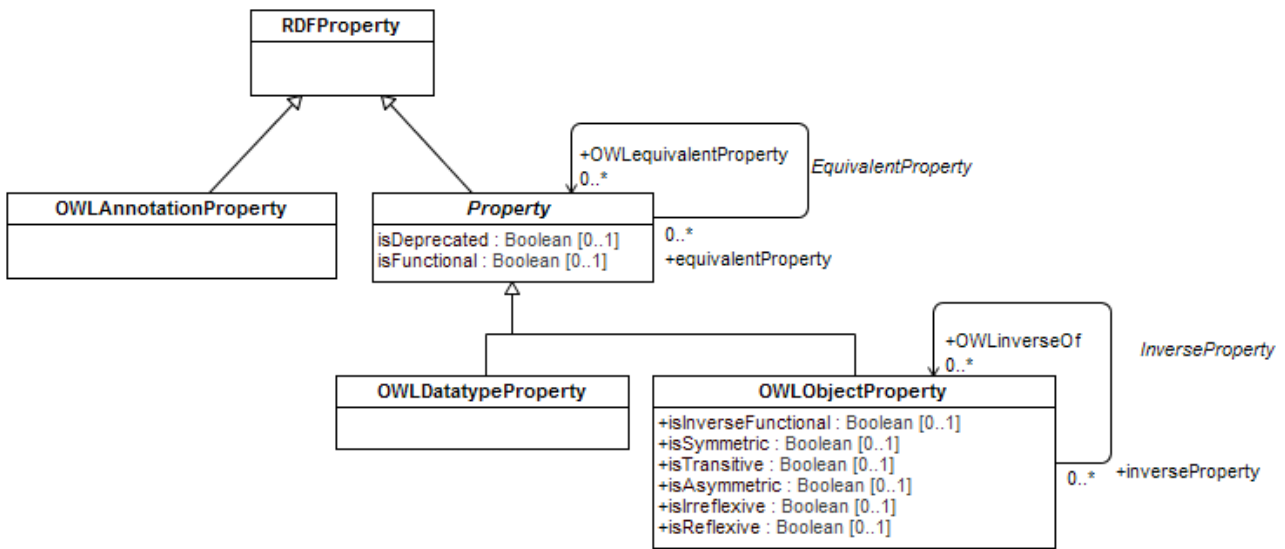 RDFProperty
+OWLequivalentProperty
0..*
EquivalentProperty
OWLAnnotationProperty
Property
isDeprecated : Boolean [0..1]
isFunctional : Boolean [0..1]
0..*
+equivalentProperty
+OWLinverseOf
0..*
InverseProperty
OWLDatatypeProperty
OWLObjectProperty
+isInverseFunctional : Boolean [0..1]
+isSymmetric : Boolean [0..1]
+isTransitive : Boolean [0..1]
+isAsymmetric : Boolean [0..1]
+isIrreflexive : Boolean [0..1]
+isReflexive : Boolean [0..1]
0..*
+inverseProperty